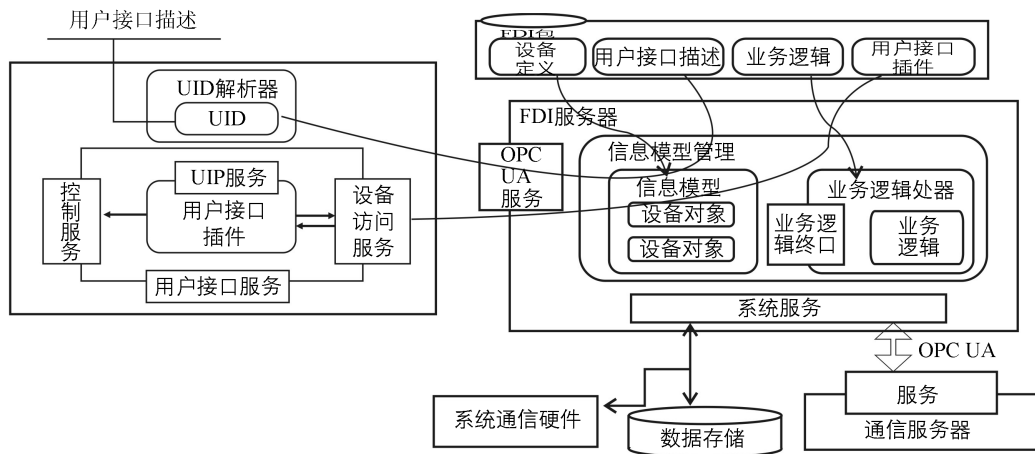 用户接口描述
UID解析器
UID
UIP服务
用户接口
插件
控制服务
设备
访问
服务
用户接口服务
FDI包
设备
定义
用户接口描述
业务逻辑
用户接口
插件
FDI服务器
OPC
UA
服务
信息模型管理
信息模型
设备对象
设备对象
业务逻辑处器
业务逻
辑终口
业务
逻辑
系统服务
OPC UA
系统通信硬件
数据存储
服务
通信服务器